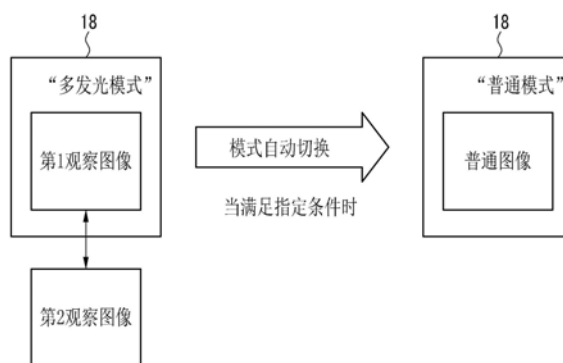 18
“多发光模式”
第1观察图像
第2观察图像
模式自动切换
当满足指定条件时
18
“普通模式”
普通图像